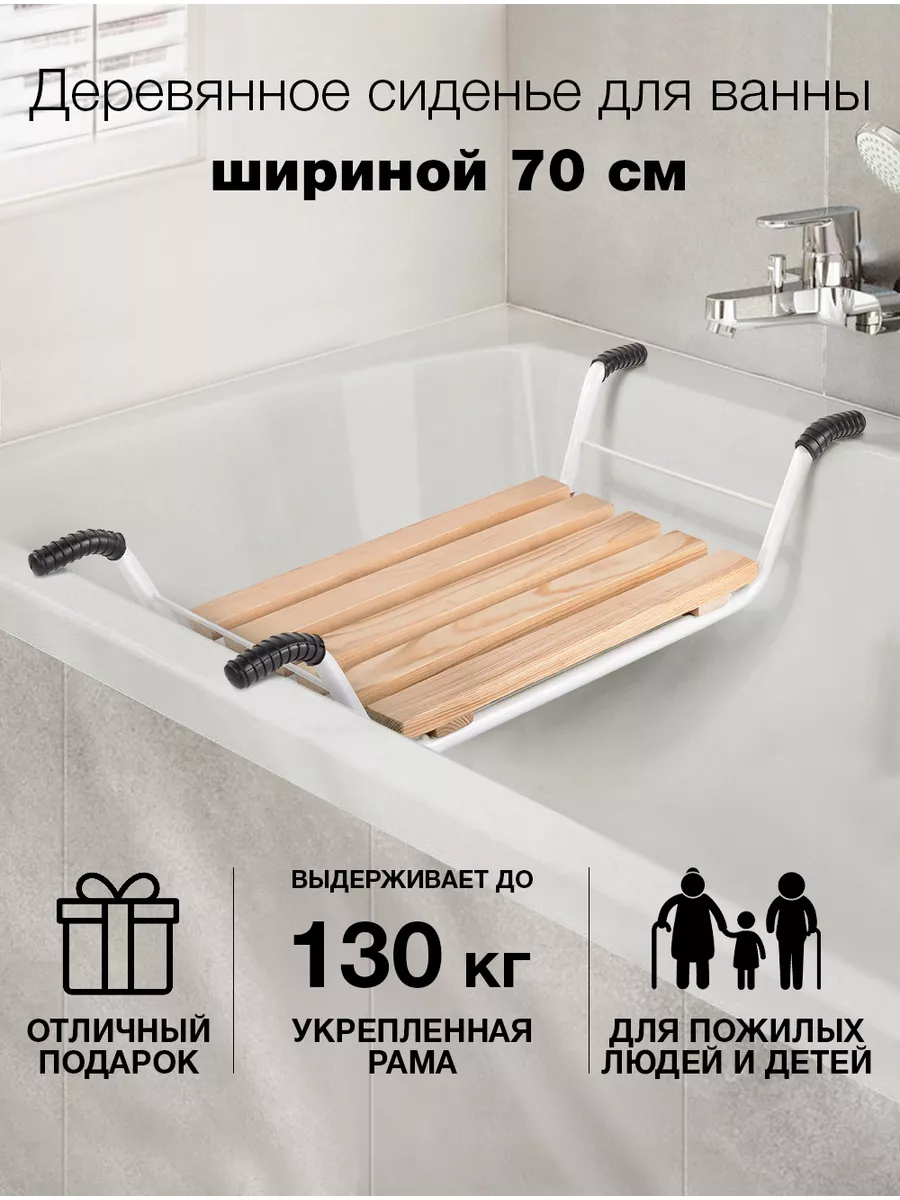 Деревянное сиденье для ванны
шириной 70 см
ВЫДЕРЖИВАЕТ ДО
130 кг
УКРЕПЛЕННАЯ
РАМА
ОТЛИЧНЫЙ
ПОДАРОК
ДЛЯ ПОЖИЛЫХ
ЛЮДЕЙ И ДЕТЕЙ